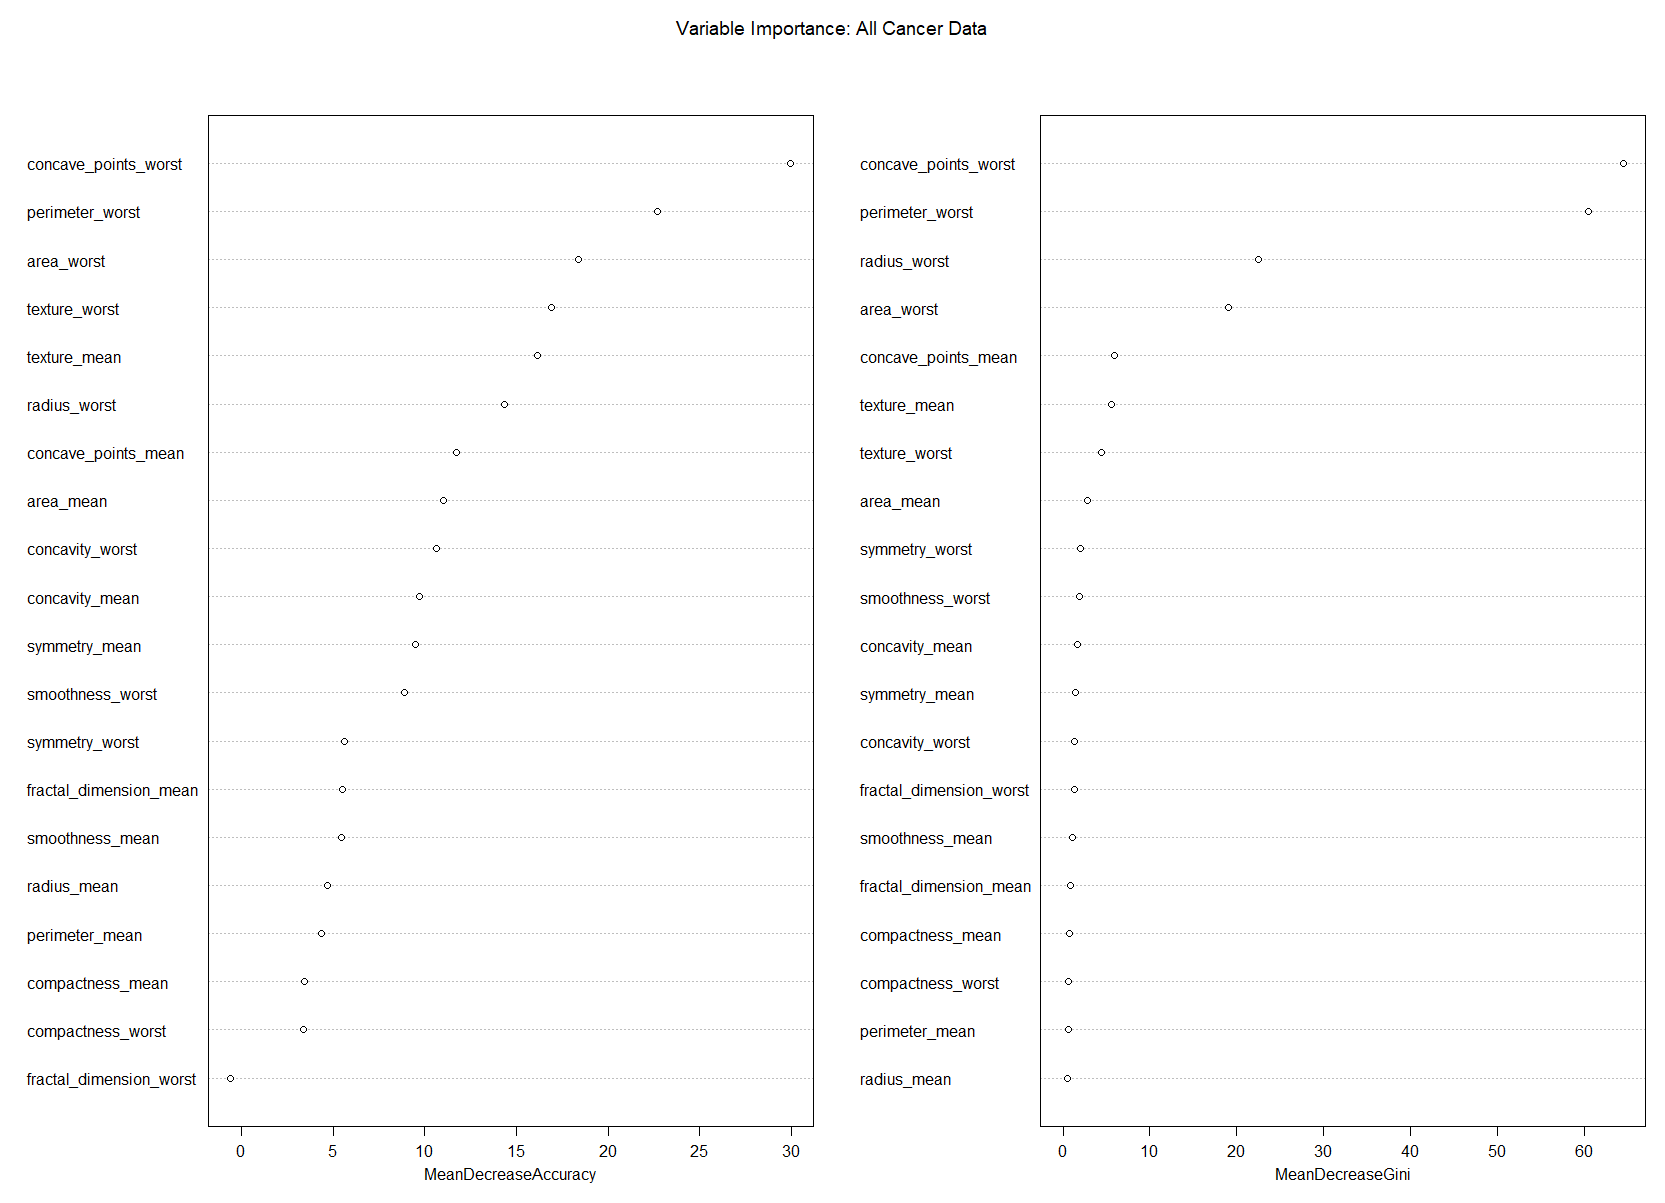 Variable Importance: All Cancer Data
concave_points_worst
perimeter_worst
area_worst
texture_worst
texture_mean
radius_worst
concave_points_mean
area_mean
concavity_worst
concavity_mean
symmetry_mean
smoothness_worst
symmetry_worst
fractal_dimension_mean
smoothness_mean
radius_mean
perimeter_mean
compactness_mean
compactness_worst
fractal_dimension_worst
0 5 10 15 20 25 30
MeanDecreaseAccuracy
concave_points_worst
perimeter_worst
radius_worst
area_worst
concave_points_mean
texture_mean
texture_worst
area_mean
symmetry_worst
smoothness_worst
concavity_mean
symmetry_mean
concavity_worst
fractal_dimension_worst
smoothness_mean
fractal_dimension_mean
compactness_mean
compactness_worst
perimeter_mean
radius_mean
0 10 20 30 40 50 60
MeanDecreaseGini